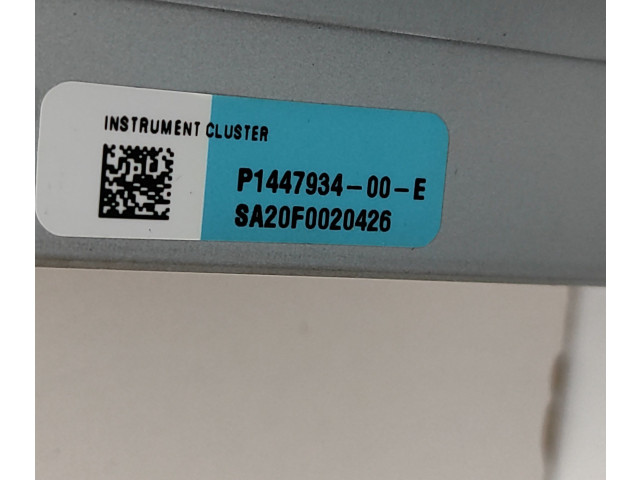 INSTRUMENT CLUSTER
P1447934-00-E
SA20F0020426